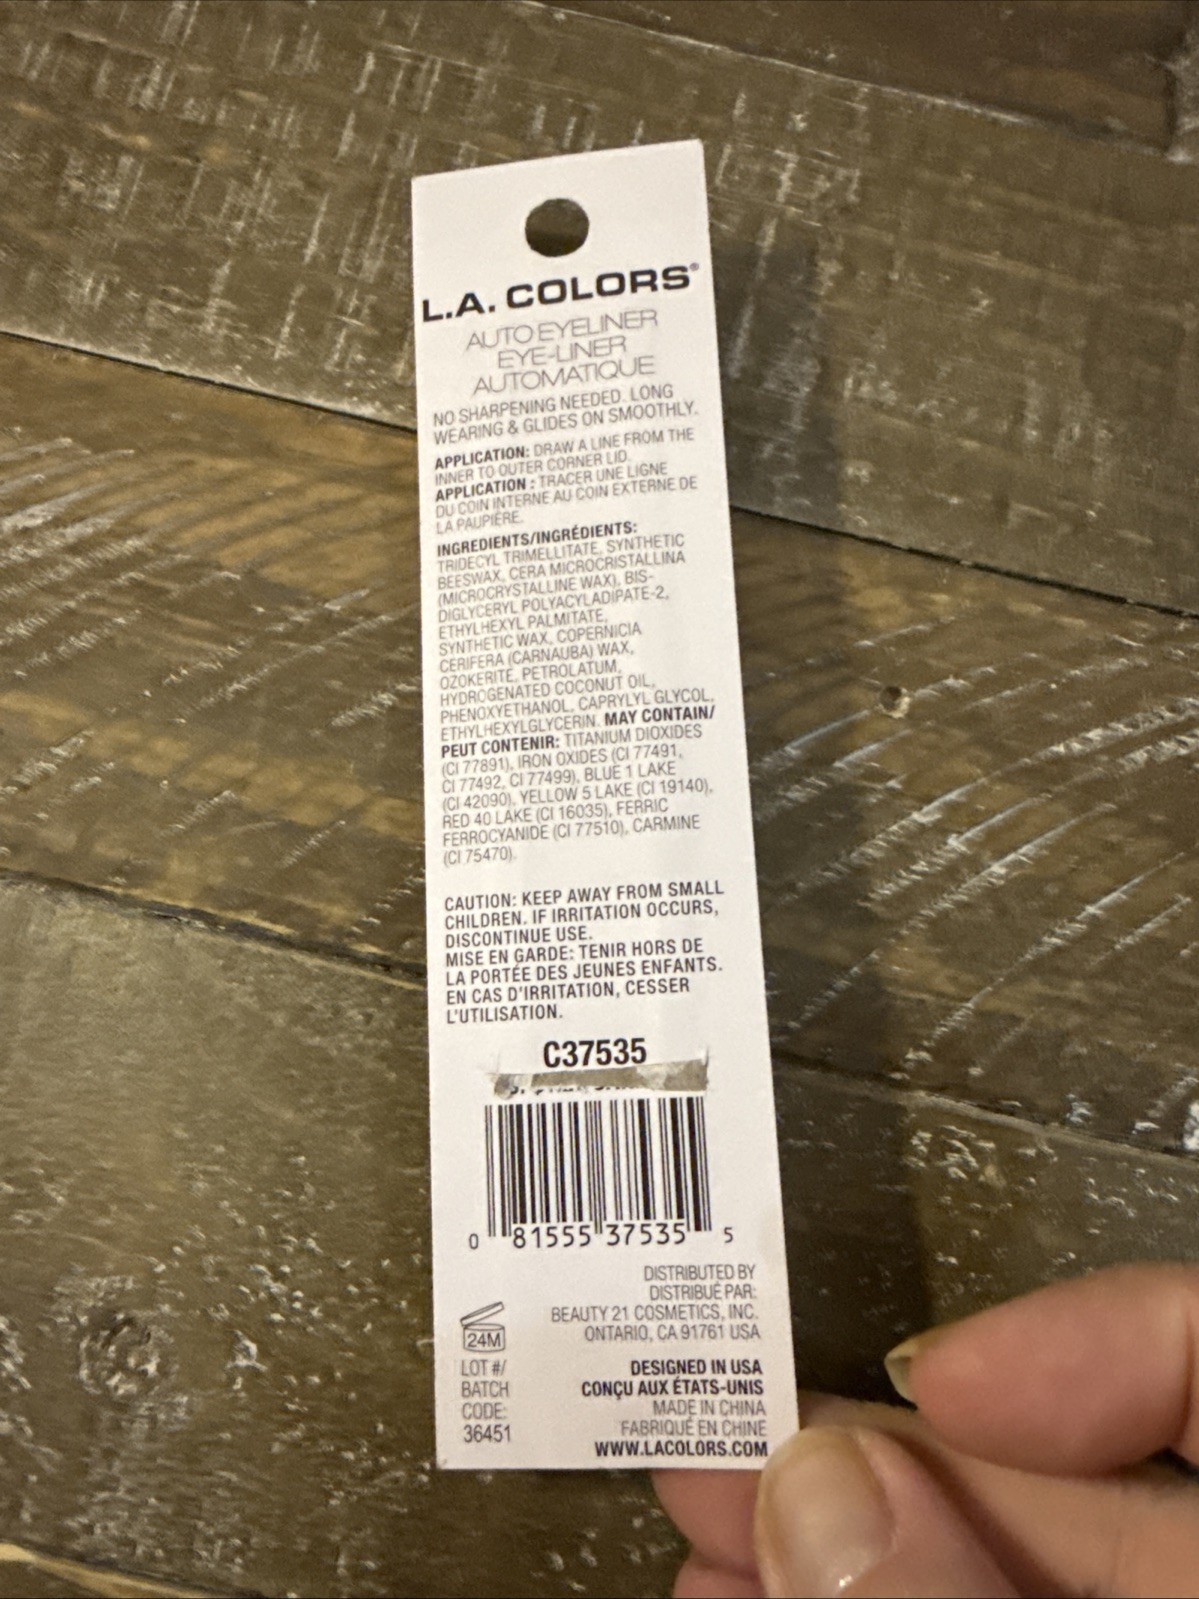 L.A. COLORS®
AUTO EYELINER
EYE-LINER
AUTOMATIQUE
NO SHARPENING NEEDED. LONG
WEARING & GLIDES ON SMOOTHLY.
APPLICATION: DRAW A LINE FROM THE
INNER TO OUTER CORNER LID.
APPLICATION : TRACER UNE LIGNE
DU COIN INTERNE AU COIN EXTERNE DE
LA PAUPIÈRE.
INGREDIENTS/INGRÉDIENTS:
TRIDECYL TRIMELLITATE, SYNTHETIC
BEESWAX, CERA MICROCRISTALLINA
(MICROCRYSTALLINE WAX), BIS-
DIGLYCERYL POLYACYLADIPATE-2,
ETHYLHEXYL PALMITATE,
SYNTHETIC WAX, COPERNICIA
CERIFERA (CARNAUBA) WAX,
OZOKERITE, PETROLATUM,
HYDROGENATED COCONUT OIL,
PHENOXYETHANOL, CAPRYLYL GLYCOL,
ETHYLHEXYLGLYCERIN. MAY CONTAIN/
PEUT CONTENIR: TITANIUM DIOXIDES
(CI 77891), IRON OXIDES (CI 77491,
CI 77492, CI 77499), BLUE 1 LAKE
(CI 42090), YELLOW 5 LAKE (CI 19140),
RED 40 LAKE (CI 16035), FERRIC
FERROCYANIDE (CI 77510), CARMINE
(CI 75470).
CAUTION: KEEP AWAY FROM SMALL
CHILDREN. IF IRRITATION OCCURS,
DISCONTINUE USE.
MISE EN GARDE: TENIR HORS DE
LA PORTÉE DES JEUNES ENFANTS.
EN CAS D'IRRITATION, CESSER
L'UTILISATION.
C37535
0 81555 37535 5
DISTRIBUTED BY
DISTRIBUÉ PAR:
BEAUTY 21 COSMETICS, INC.
ONTARIO, CA 91761 USA
24M
LOT #/
BATCH
CODE:
36451
DESIGNED IN USA
CONÇU AUX ÉTATS-UNIS
MADE IN CHINA
FABRIQUÉ EN CHINE
WWW.LACOLORS.COM